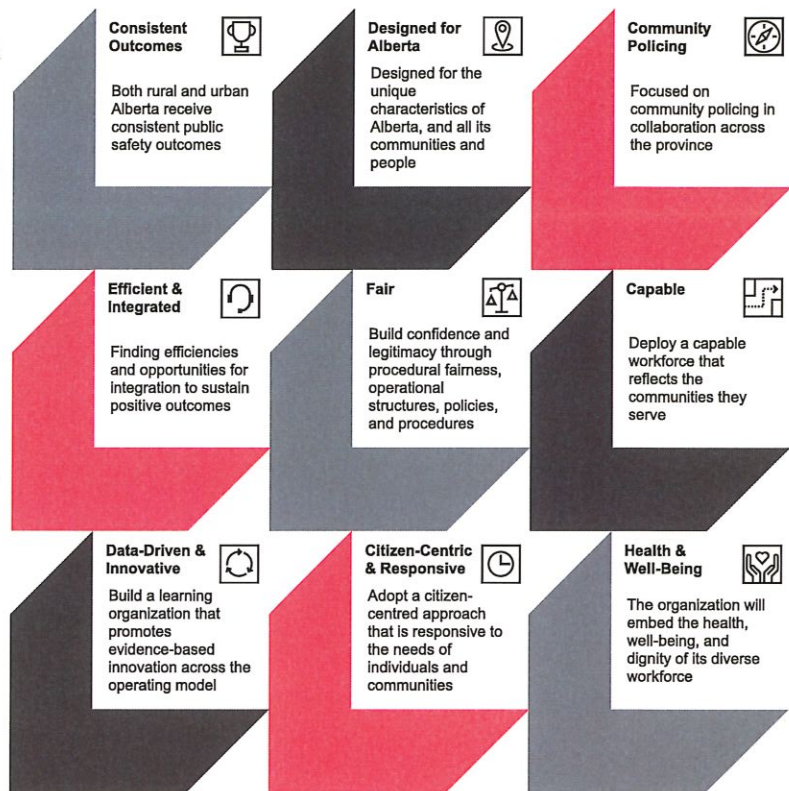 Consistent
Outcomes
Both rural and urban
Alberta receive
consistent public
safety outcomes
Designed for
Alberta
Designed for the
unique
characteristics of
Alberta, and all its
communities and
people
Community
Policing
Focused on
community policing in
collaboration across
the province
Efficient &
Integrated
Finding efficiencies
and opportunities for
integration to sustain
positive outcomes
Fair
Build confidence and
legitimacy through
procedural fairness,
operational
structures, policies,
and procedures
Capable
Deploy a capable
workforce that
reflects the
communities they
serve
Data-Driven &
Innovative
Build a learning
organization that
promotes
evidence-based
innovation across the
operating model
Citizen-Centric
& Responsive
Adopt a citizen-
centred approach
that is responsive to
the needs of
individuals and
communities
Health &
Well-Being
The organization will
embed the health,
well-being, and
dignity of its diverse
workforce